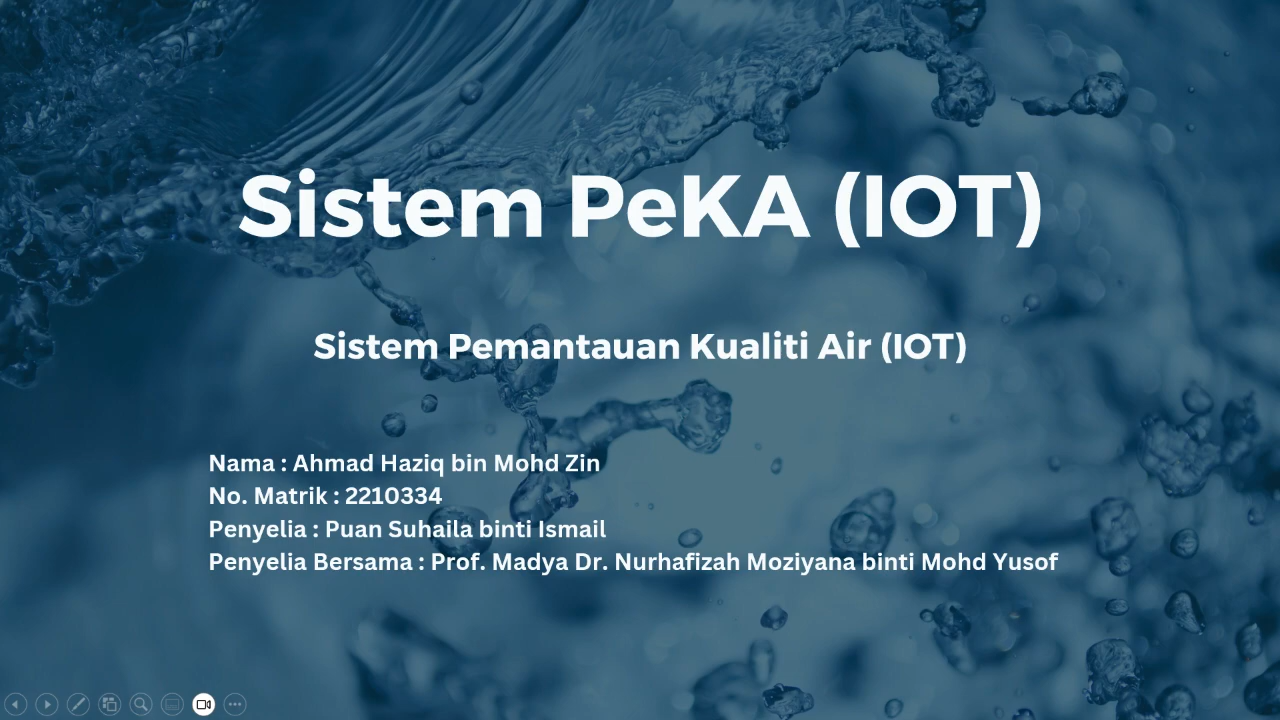 Sistem PeKA (IOT)
Sistem Pemantauan Kualiti Air (IOT)
Nama : Ahmad Haziq bin Mohd Zin
No. Matrik : 2210334
Penyelia : Puan Suhaila binti Ismail
Penyelia Bersama : Prof. Madya Dr. Nurhafizah Moziyana binti Mohd Yusof